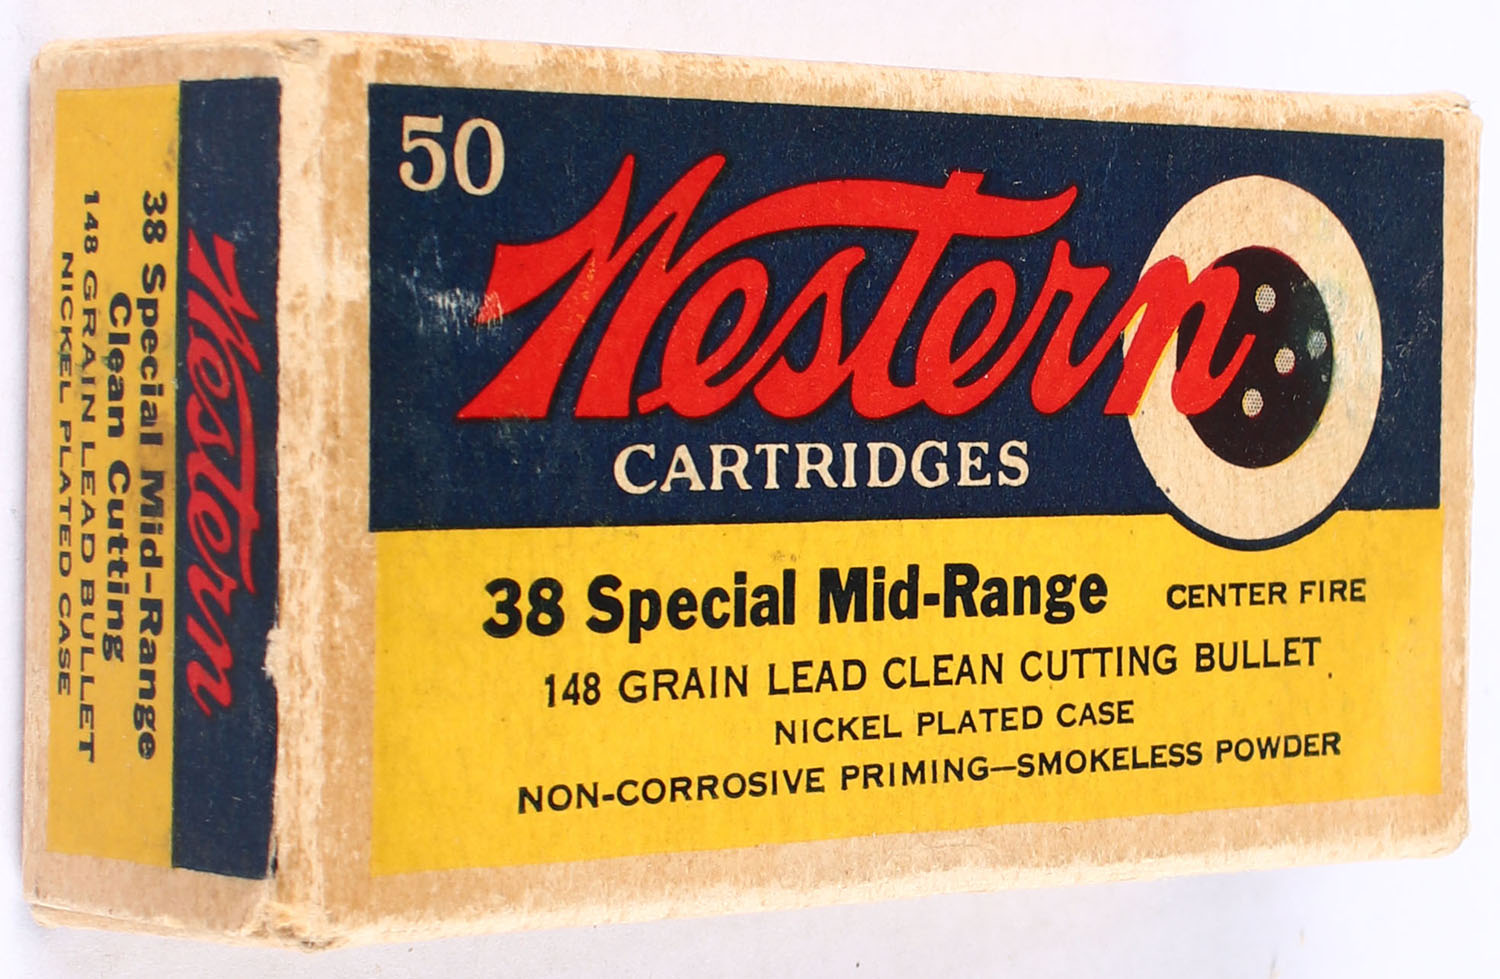 50
Western
CARTRIDGES
38 Special Mid-Range CENTER FIRE
148 GRAIN LEAD CLEAN CUTTING BULLET
NICKEL PLATED CASE
NON-CORROSIVE PRIMING—SMOKELESS POWDER
Western
38 Special Mid-Range
Clean Cutting
148 GRAIN LEAD BULLET
NICKEL PLATED CASE